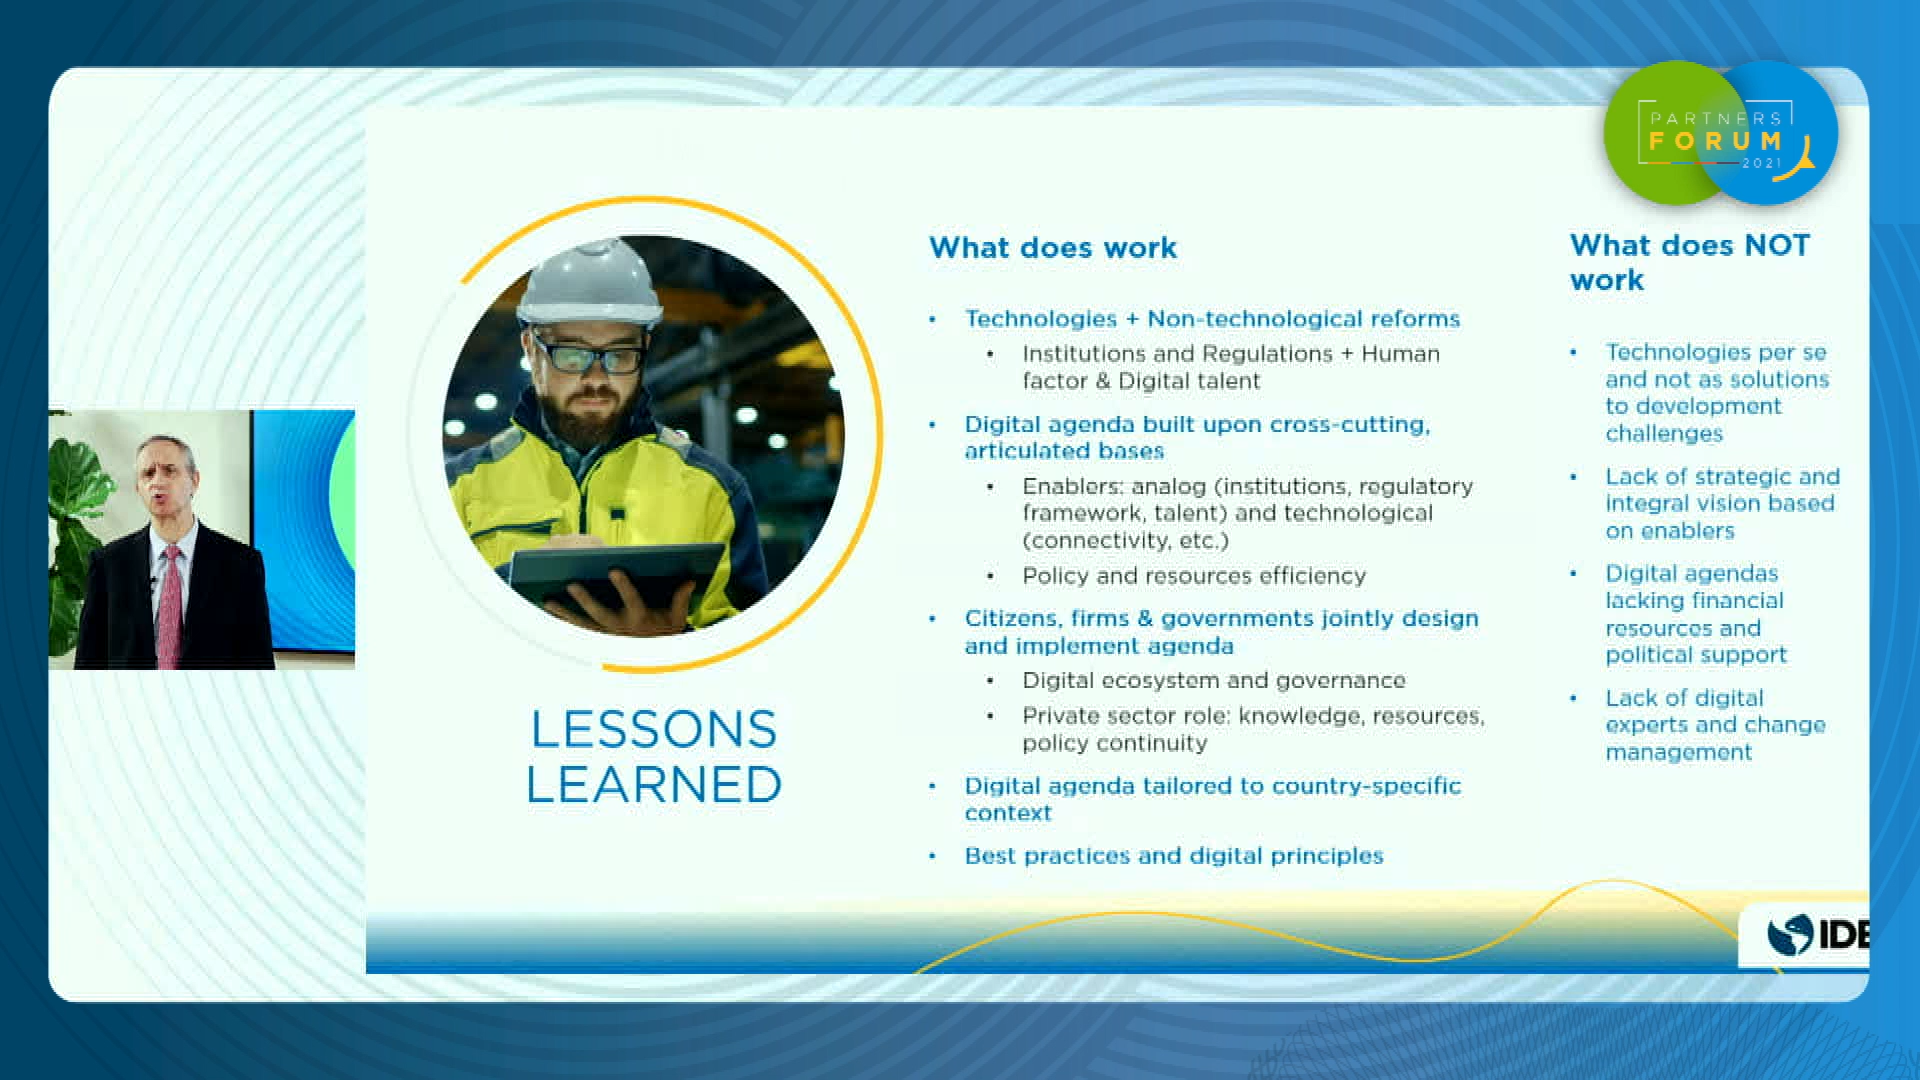 PARTNERS
FORUM
2021
LESSONS
LEARNED
What does work
• Technologies + Non-technological reforms
• Institutions and Regulations + Human
factor & Digital talent
• Digital agenda built upon cross-cutting,
articulated bases
• Enablers: analog (institutions, regulatory
framework, talent) and technological
(connectivity, etc.)
• Policy and resources efficiency
• Citizens, firms & governments jointly design
and implement agenda
• Digital ecosystem and governance
• Private sector role: knowledge, resources,
policy continuity
• Digital agenda tailored to country-specific
context
• Best practices and digital principles
What does NOT
work
• Technologies per se
and not as solutions
to development
challenges
• Lack of strategic and
integral vision based
on enablers
• Digital agendas
lacking financial
resources and
political support
• Lack of digital
experts and change
management